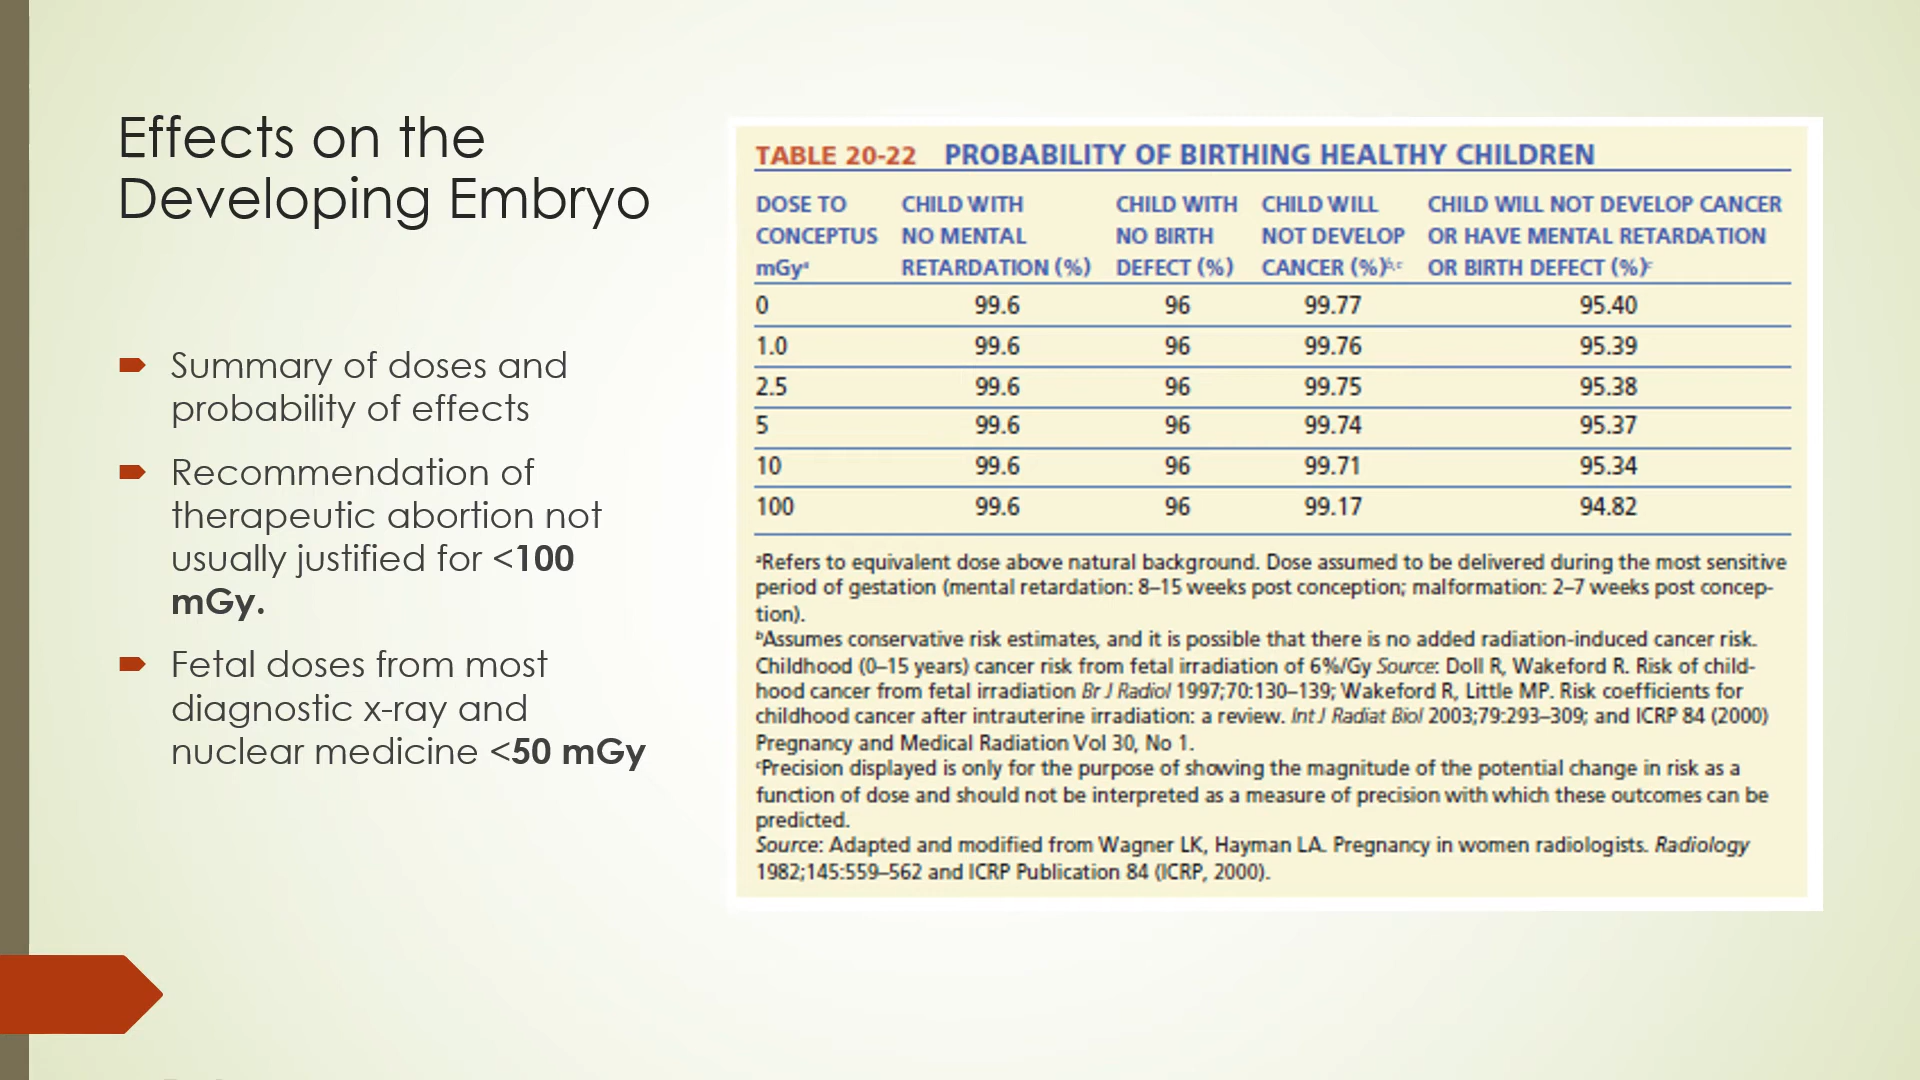 Effects on the
Developing Embryo
Summary of doses and
probability of effects
Recommendation of
therapeutic abortion not
usually justified for <100
mGy.
Fetal doses from most
diagnostic x-ray and
nuclear medicine <50 mGy
TABLE 20-22 PROBABILITY OF BIRTHING HEALTHY CHILDREN
DOSE TO CHILD WITH CHILD WITH CHILD WILL CHILD WILL NOT DEVELOP CANCER
CONCEPTUS NO MENTAL NO BIRTH NOT DEVELOP OR HAVE MENTAL RETARDATION
mGyᵃ RETARDATION (%) DEFECT (%) CANCER (%)ᵇ,ᶜ OR BIRTH DEFECT (%)ᶜ
0 99.6 96 99.77 95.40
1.0 99.6 96 99.76 95.39
2.5 99.6 96 99.75 95.38
5 99.6 96 99.74 95.37
10 99.6 96 99.71 95.34
100 99.6 96 99.17 94.82
ᵃRefers to equivalent dose above natural background. Dose assumed to be delivered during the most sensitive
period of gestation (mental retardation: 8–15 weeks post conception; malformation: 2–7 weeks post concep-
tion).
ᵇAssumes conservative risk estimates, and it is possible that there is no added radiation-induced cancer risk.
Childhood (0–15 years) cancer risk from fetal irradiation of 6%/Gy Source: Doll R, Wakeford R. Risk of child-
hood cancer from fetal irradiation Br J Radiol 1997;70:130–139; Wakeford R, Little MP. Risk coefficients for
childhood cancer after intrauterine irradiation: a review. Int J Radiat Biol 2003;79:293–309; and ICRP 84 (2000)
Pregnancy and Medical Radiation Vol 30, No 1.
ᶜPrecision displayed is only for the purpose of showing the magnitude of the potential change in risk as a
function of dose and should not be interpreted as a measure of precision with which these outcomes can be
predicted.
Source: Adapted and modified from Wagner LK, Hayman LA. Pregnancy in women radiologists. Radiology
1982;145:559–562 and ICRP Publication 84 (ICRP, 2000).